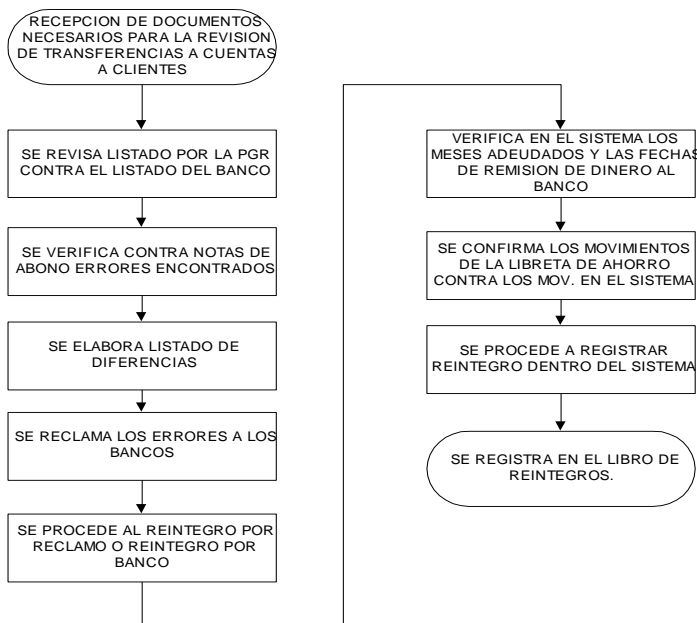 RECEPCION DE DOCUMENTOS
NECESARIOS PARA LA REVISION
DE TRANSFERENCIAS A CUENTAS
A CLIENTES
SE REVISA LISTADO POR LA PGR
CONTRA EL LISTADO DEL BANCO
SE VERIFICA CONTRA NOTAS DE
ABONO ERRORES ENCONTRADOS
SE ELABORA LISTADO DE
DIFERENCIAS
SE RECLAMA LOS ERRORES A LOS
BANCOS
SE PROCEDE AL REINTEGRO POR
RECLAMO O REINTEGRO POR
BANCO
VERIFICA EN EL SISTEMA LOS
MESES ADEUDADOS Y LAS FECHAS
DE REMISION DE DINERO AL
BANCO
SE CONFIRMA LOS MOVIMIENTOS
DE LA LIBRETA DE AHORRO
CONTRA LOS MOV. EN EL SISTEMA
SE PROCEDE A REGISTRAR
REINTEGRO DENTRO DEL SISTEMA
SE REGISTRA EN EL LIBRO DE
REINTEGROS.